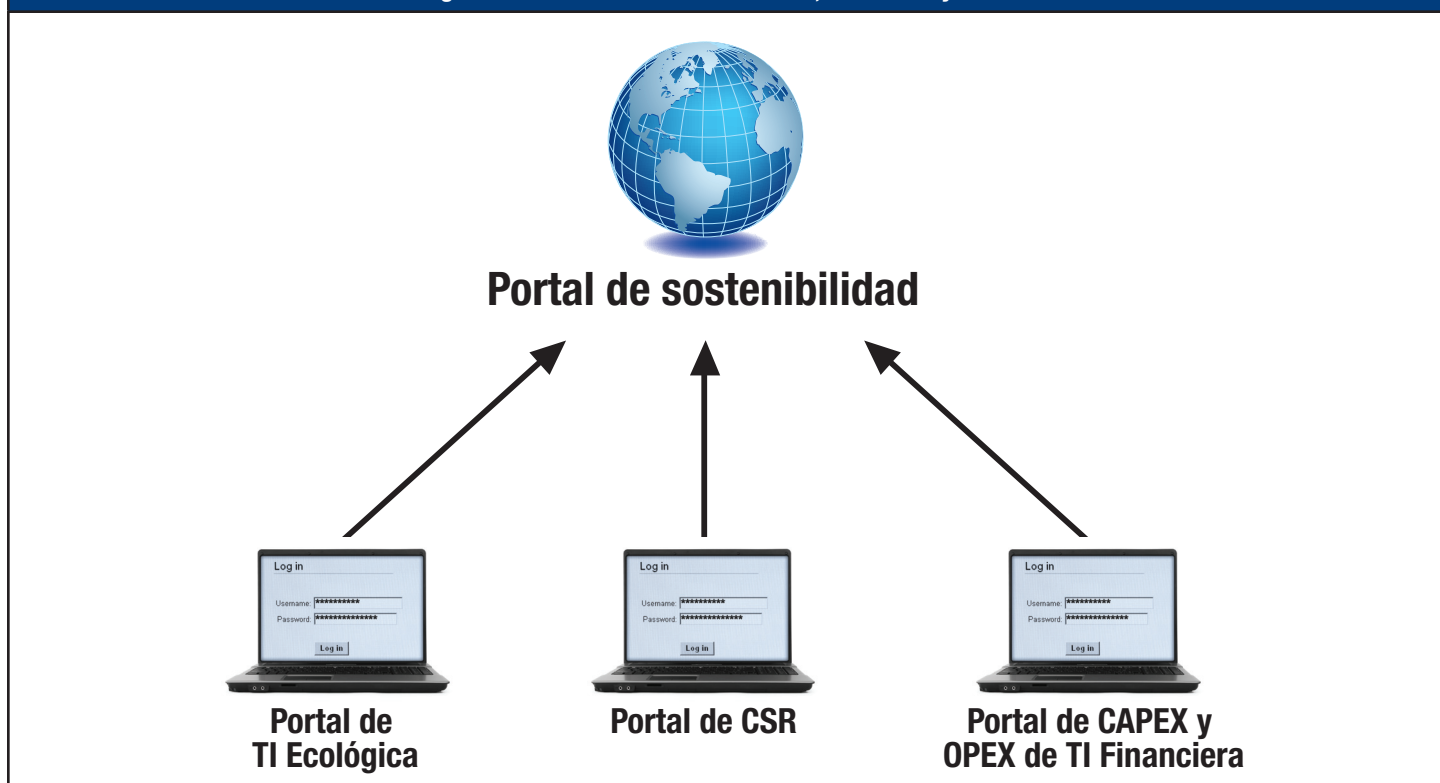 Portal de sostenibilidad
Log in
Username: **********
Password: **************
Log in
Log in
Username: **********
Password: **************
Log in
Log in
Username: **********
Password: **************
Log in
Portal de
TI Ecológica
Portal de CSR
Portal de CAPEX y
OPEX de TI Financiera